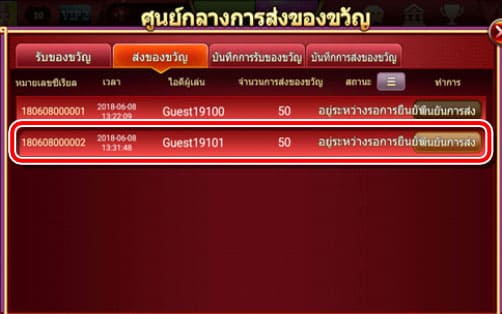 VIP2
ศูนย์กลางการส่งของขวัญ
รับของขวัญ ส่งของขวัญ บันทึกการรับของขวัญ บันทึกการส่งของขวัญ
หมายเลขซีเรียล เวลา ไอดีผู้เล่น จำนวนการส่งของขวัญ สถานะ ทำการ
180608000001 2018-06-08 13:22:09 Guest19100 50 อยู่ระหว่างรอการยืนยัน ยืนยันการส่ง
180608000002 2018-06-08 13:31:48 Guest19101 50 อยู่ระหว่างรอการยืนยัน ยืนยันการส่ง